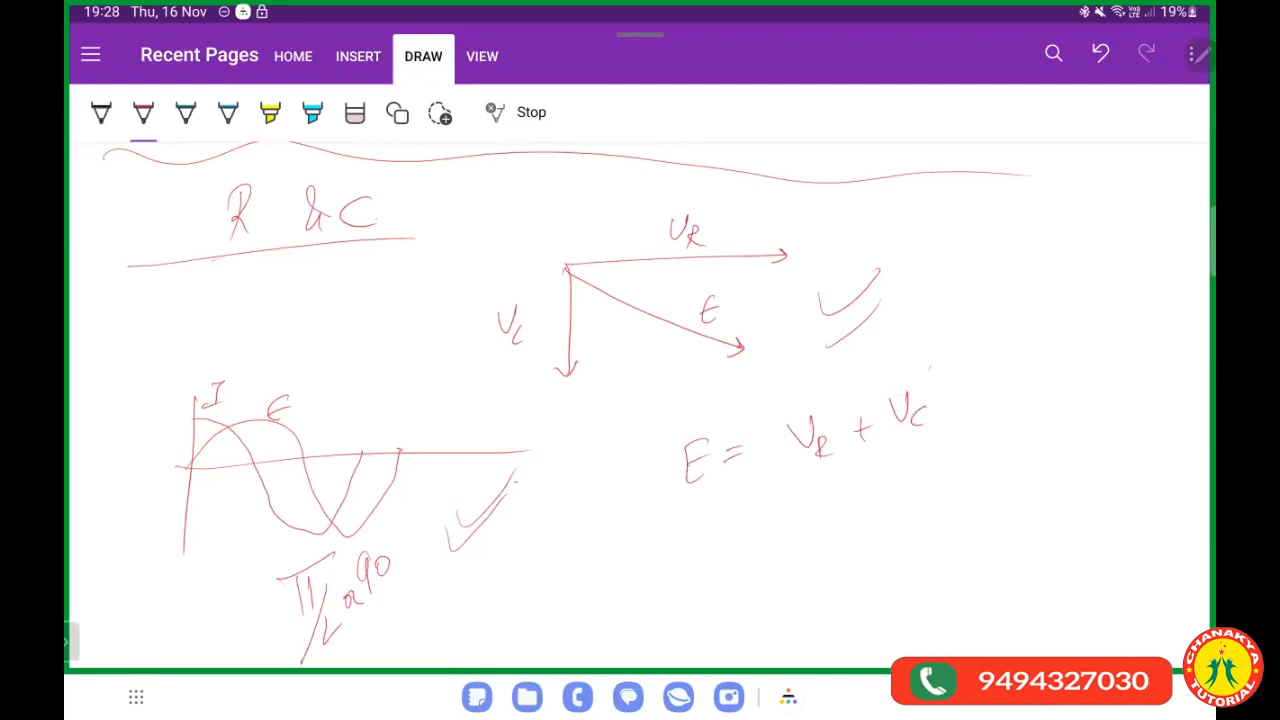 19:28 Thu, 16 Nov
19%
Recent Pages HOME INSERT DRAW VIEW
Stop
R & C
VR
VC
E
I
E
E = VR + VC
π/2 or 90
9494327030
CHANAKYA TUTORIAL